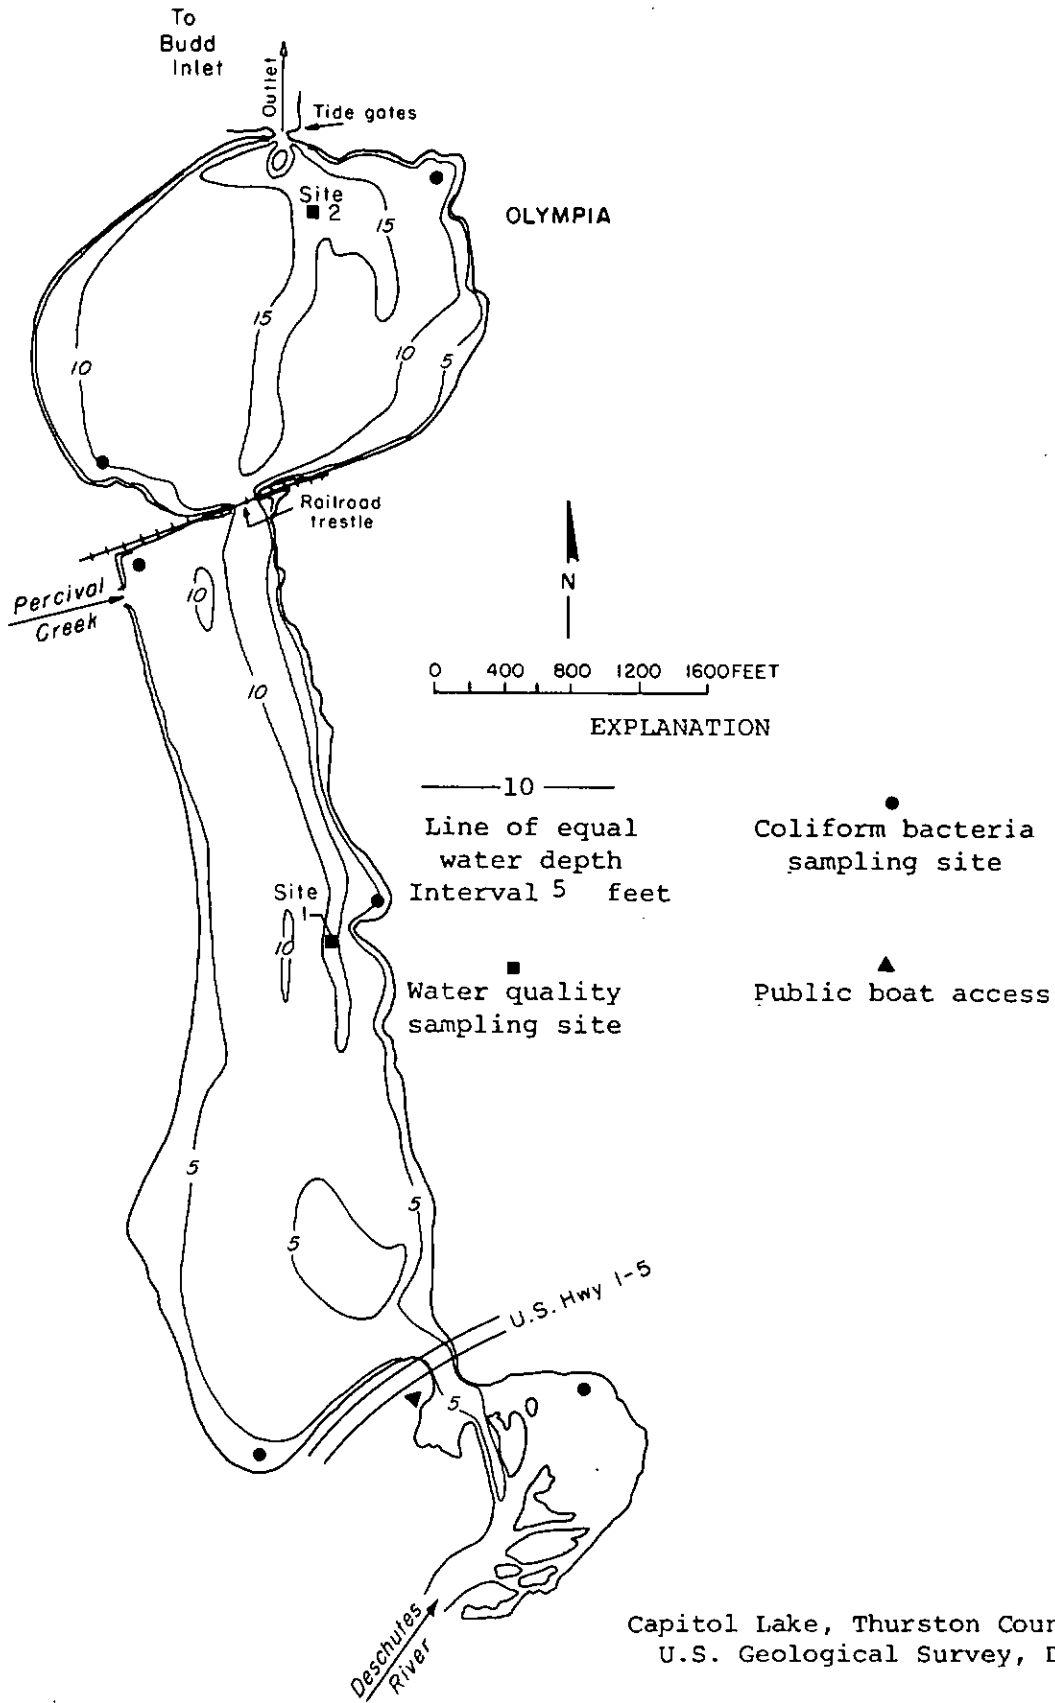 To
Budd
Inlet
Outlet
Tide gates
Site
2
15
OLYMPIA
15
10
10
5
Railroad
trestle
Percival
Creek
10
N
0 400 800 1200 1600FEET
10
EXPLANATION
10
Line of equal
water depth
Interval 5 feet
Coliform bacteria
sampling site
Site
1
10
Water quality
sampling site
Public boat access
5
5
5
U.S. Hwy I-5
5
Deschutes
River
Capitol Lake, Thurston Coun
U.S. Geological Survey, D